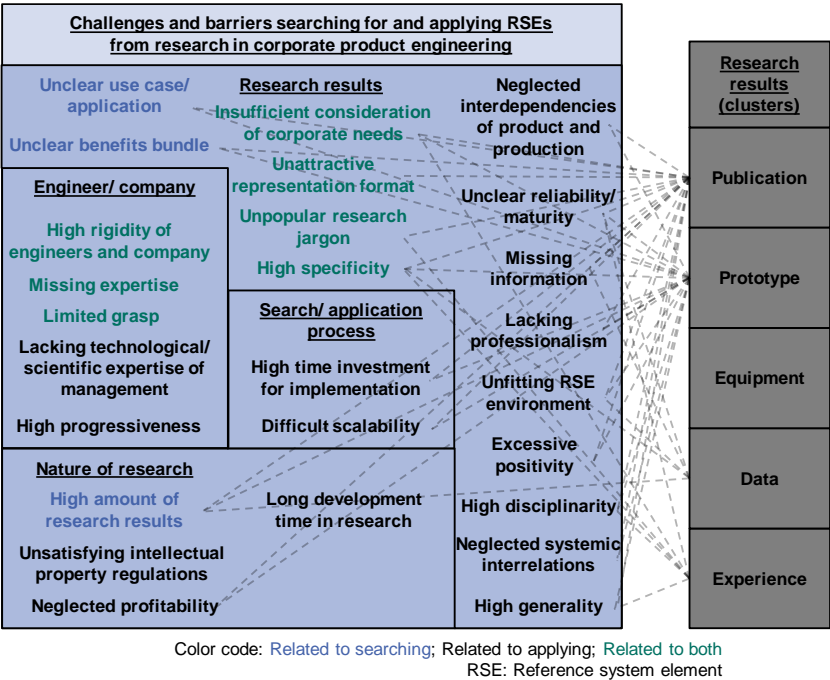 Challenges and barriers searching for and applying RSEs
from research in corporate product engineering
Unclear use case/
application
Unclear benefits bundle
Research results
Insufficient consideration
of corporate needs
Unattractive
representation format
Unpopular research
jargon
High specificity
Neglected
interdependencies
of product and
production
Unclear reliability/
maturity
Missing
information
Lacking
professionalism
Unfitting RSE
environment
Excessive
positivity
High disciplinarity
Neglected systemic
interrelations
High generality
Engineer/ company
High rigidity of
engineers and company
Missing expertise
Limited grasp
Lacking technological/
scientific expertise of
management
High progressiveness
Search/ application
process
High time investment
for implementation
Difficult scalability
Nature of research
High amount of
research results
Unsatisfying intellectual
property regulations
Neglected profitability
Long development
time in research
Research
results
(clusters)
Publication
Prototype
Equipment
Data
Experience
Color code: Related to searching; Related to applying; Related to both
RSE: Reference system element